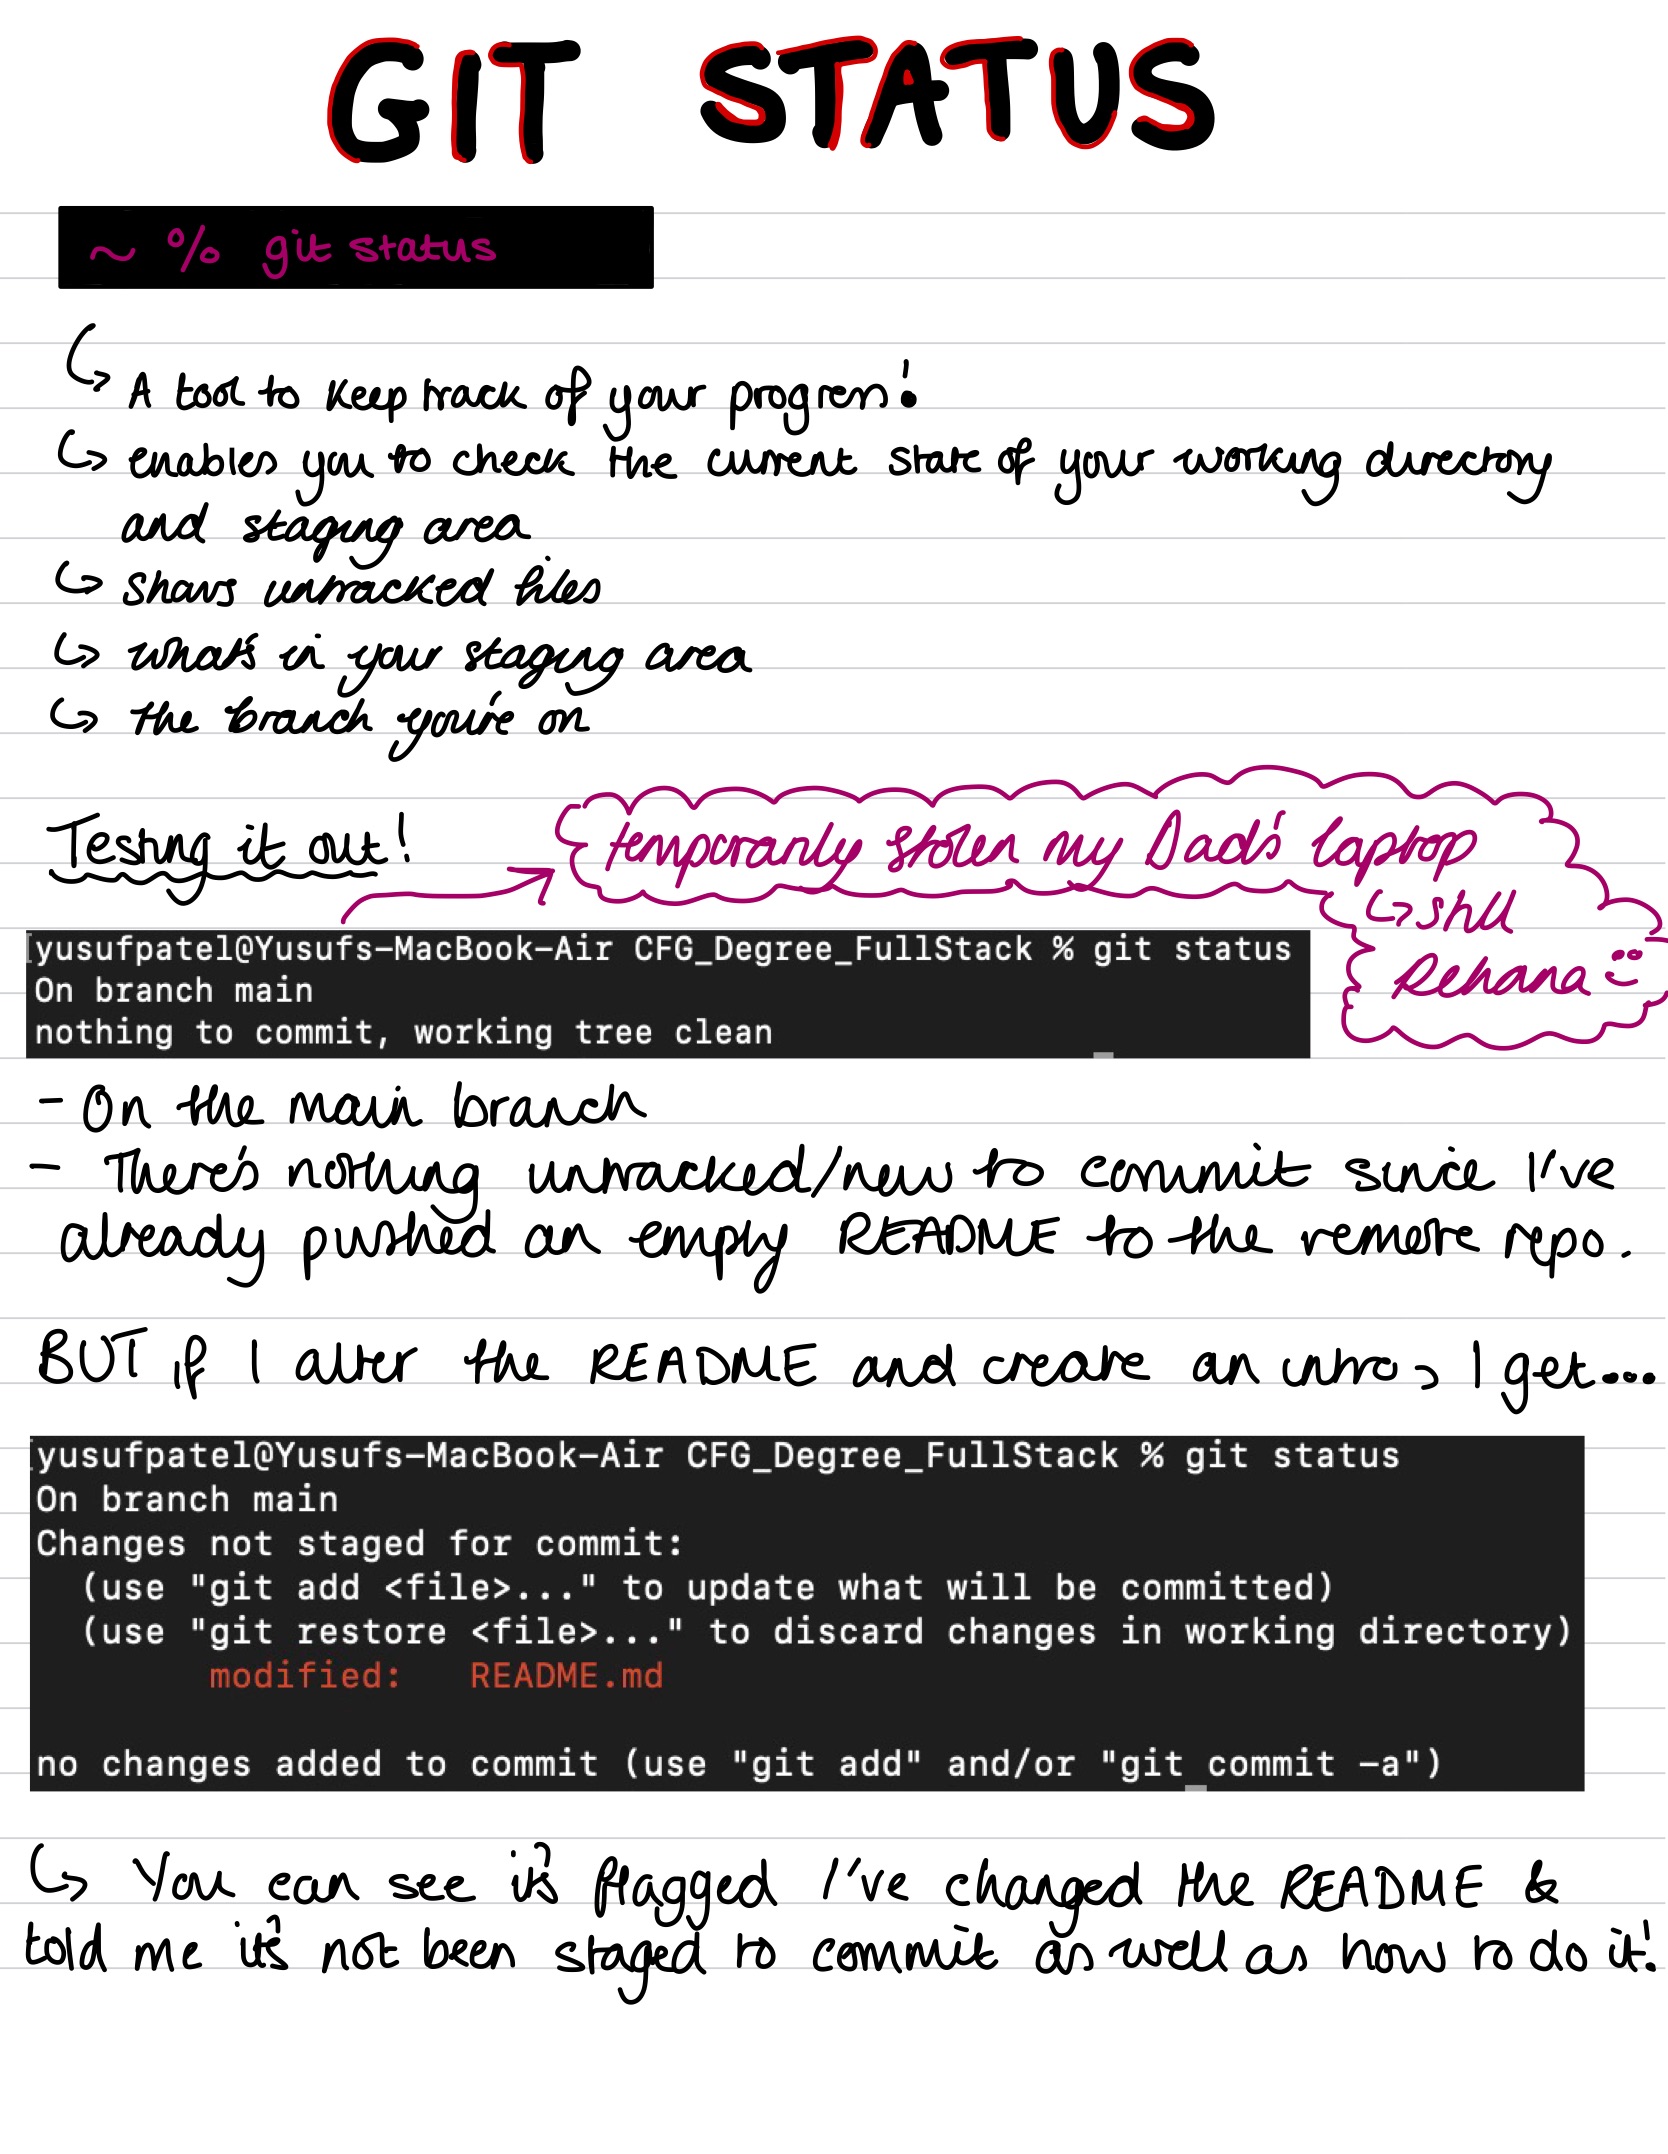 GIT STATUS
~ % git status
↳ A tool to keep track of your progress!
↳ enables you to check the current state of your working directory
and staging area
↳ shows untracked files
↳ what's in your staging area
↳ the branch you're on
Testing it out!
temporarily stolen my Dad's laptop
↳ still
Rehana
yusufpatel@Yusufs-MacBook-Air CFG_Degree_FullStack % git status
On branch main
nothing to commit, working tree clean
- On the main branch
- There's nothing untracked/new to commit since I've
already pushed an empty README to the remote repo.
BUT if I alter the README and create an intro, I get...
yusufpatel@Yusufs-MacBook-Air CFG_Degree_FullStack % git status
On branch main
Changes not staged for commit:
  (use "git add <file>..." to update what will be committed)
  (use "git restore <file>..." to discard changes in working directory)
        modified:   README.md
no changes added to commit (use "git add" and/or "git commit -a")
↳ You can see it's flagged I've changed the README &
told me it's not been staged to commit as well as how to do it!